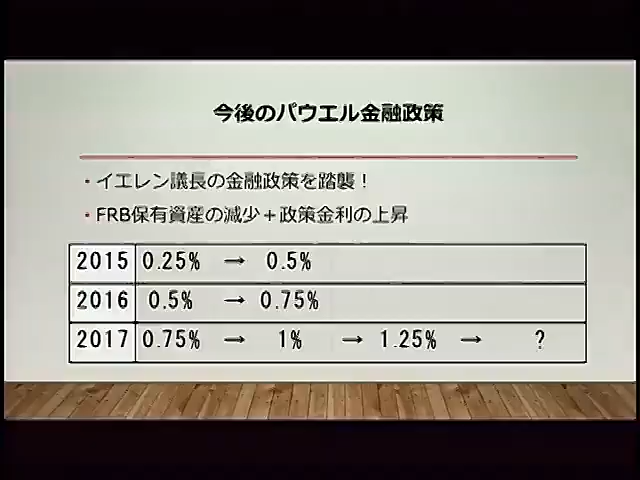 今後のパウエル金融政策
・イエレン議長の金融政策を踏襲！
・FRB保有資産の減少＋政策金利の上昇
2015 0.25% → 0.5%
2016 0.5% → 0.75%
2017 0.75% → 1% → 1.25% → ?